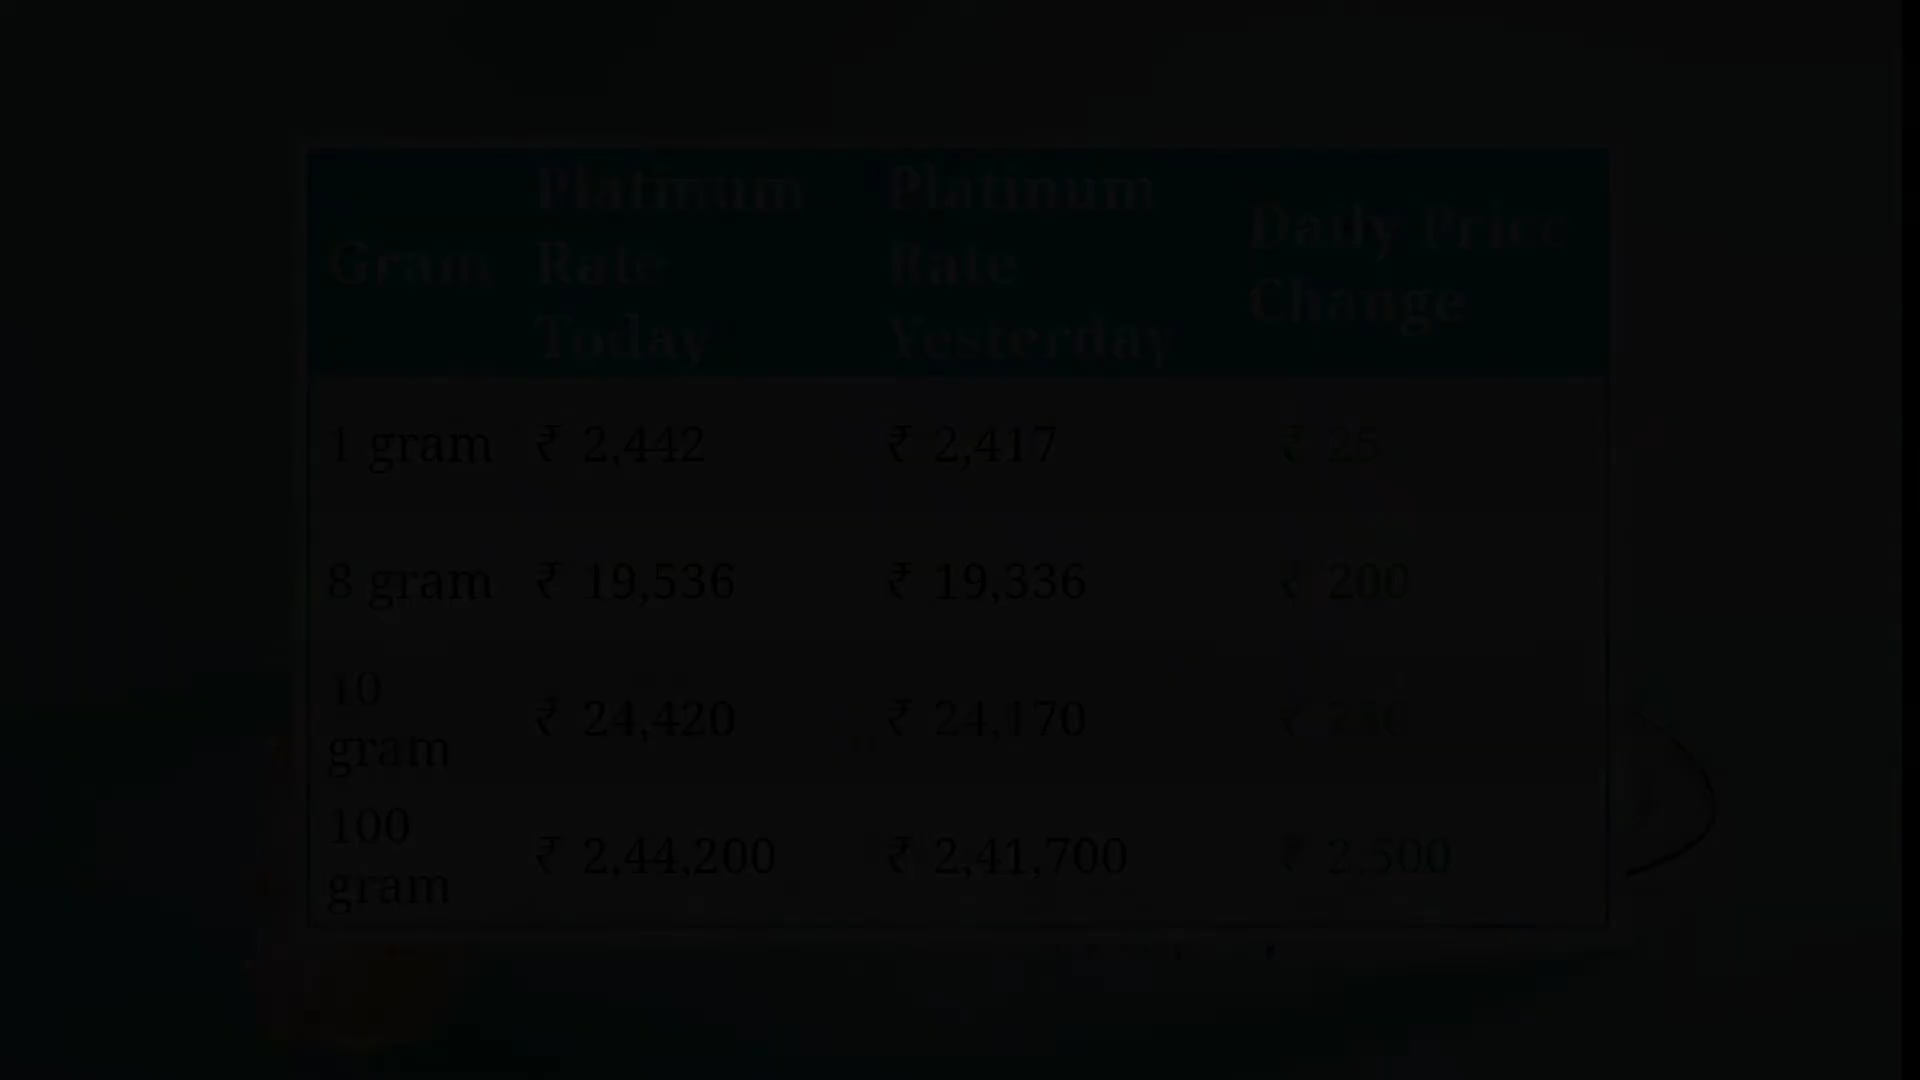 Gram
Platinum
Rate
Today
Platinum
Rate
Yesterday
Daily Price
Change
1 gram ₹ 2,442 ₹ 2,417 ₹ 25
8 gram ₹ 19,536 ₹ 19,336 ₹ 200
10
gram
₹ 24,420 ₹ 24,170 ₹ 250
100
gram
₹ 2,44,200 ₹ 2,41,700 ₹ 2,500